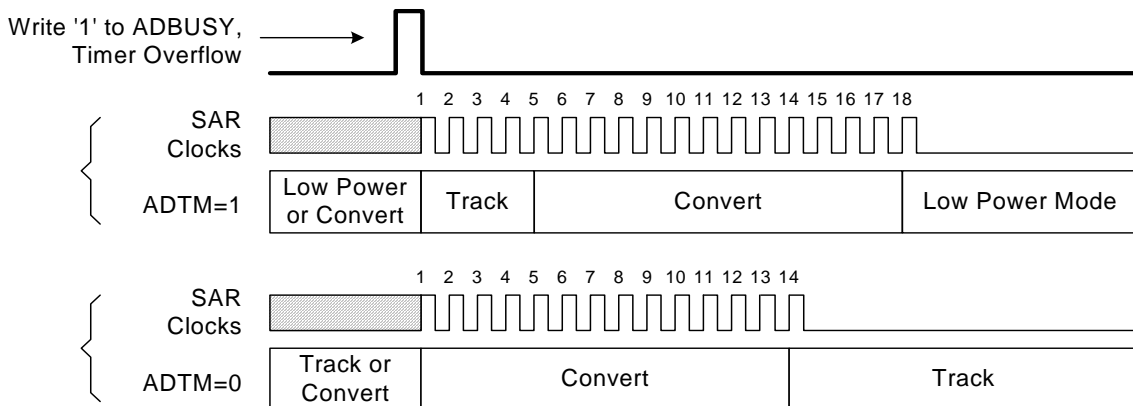 Write '1' to ADBUSY,
Timer Overflow
1 2 3 4 5 6 7 8 9 10 11 12 13 14 15 16 17 18
SAR
Clocks
ADTM=1
Low Power
or Convert
Track
Convert
Low Power Mode
1 2 3 4 5 6 7 8 9 10 11 12 13 14
SAR
Clocks
ADTM=0
Track or
Convert
Convert
Track